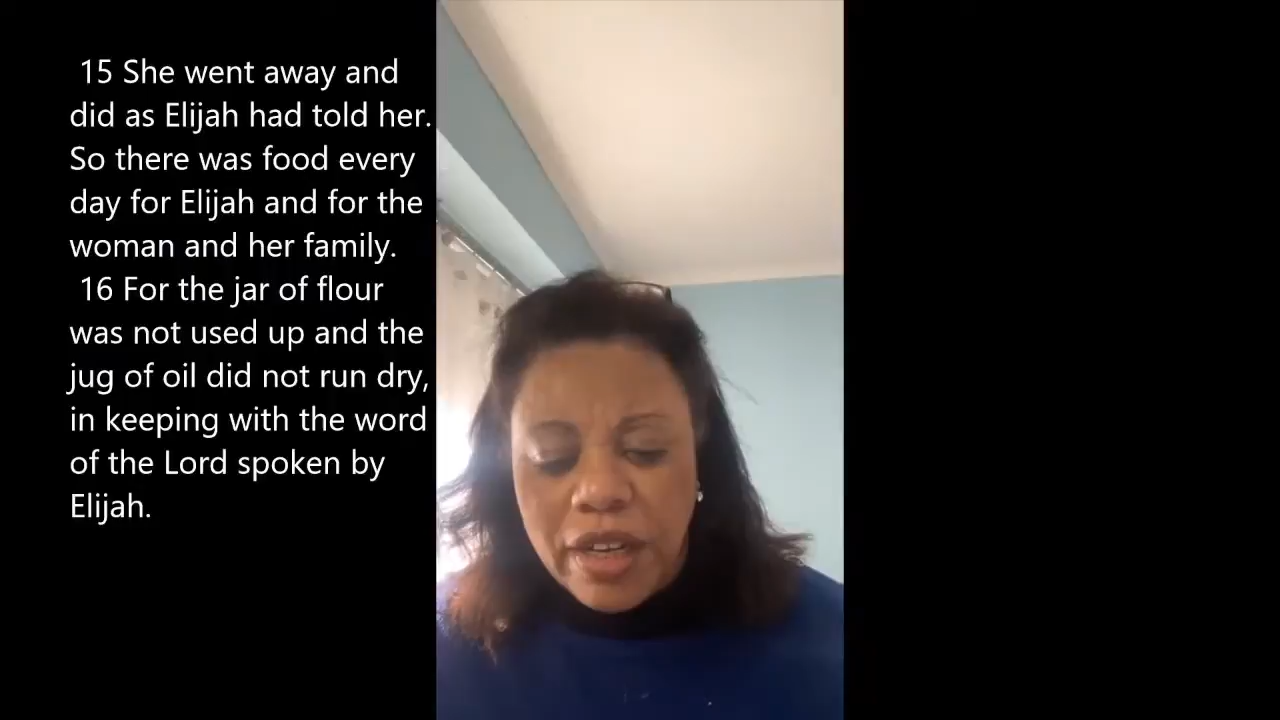 15 She went away and
did as Elijah had told her.
So there was food every
day for Elijah and for the
woman and her family.
16 For the jar of flour
was not used up and the
jug of oil did not run dry,
in keeping with the word
of the Lord spoken by
Elijah.